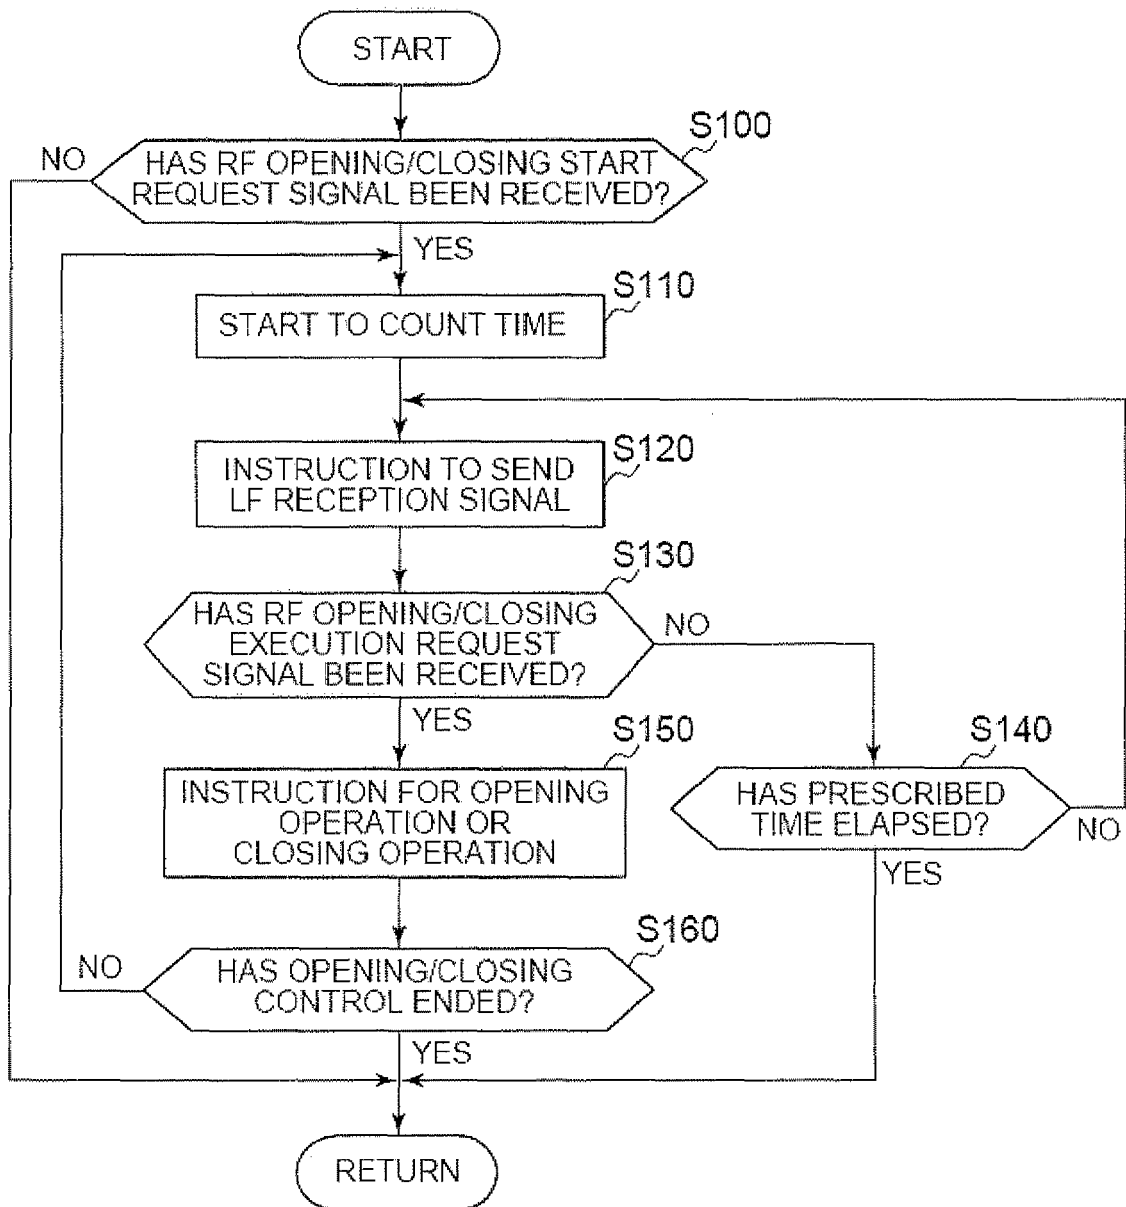 START
S100
NO
HAS RF OPENING/CLOSING START
REQUEST SIGNAL BEEN RECEIVED?
YES
S110
START TO COUNT TIME
S120
INSTRUCTION TO SEND
LF RECEPTION SIGNAL
S130
HAS RF OPENING/CLOSING
EXECUTION REQUEST
SIGNAL BEEN RECEIVED?
NO
YES
S150
INSTRUCTION FOR OPENING
OPERATION OR
CLOSING OPERATION
S140
HAS PRESCRIBED
TIME ELAPSED?
NO
YES
S160
NO
HAS OPENING/CLOSING
CONTROL ENDED?
YES
RETURN